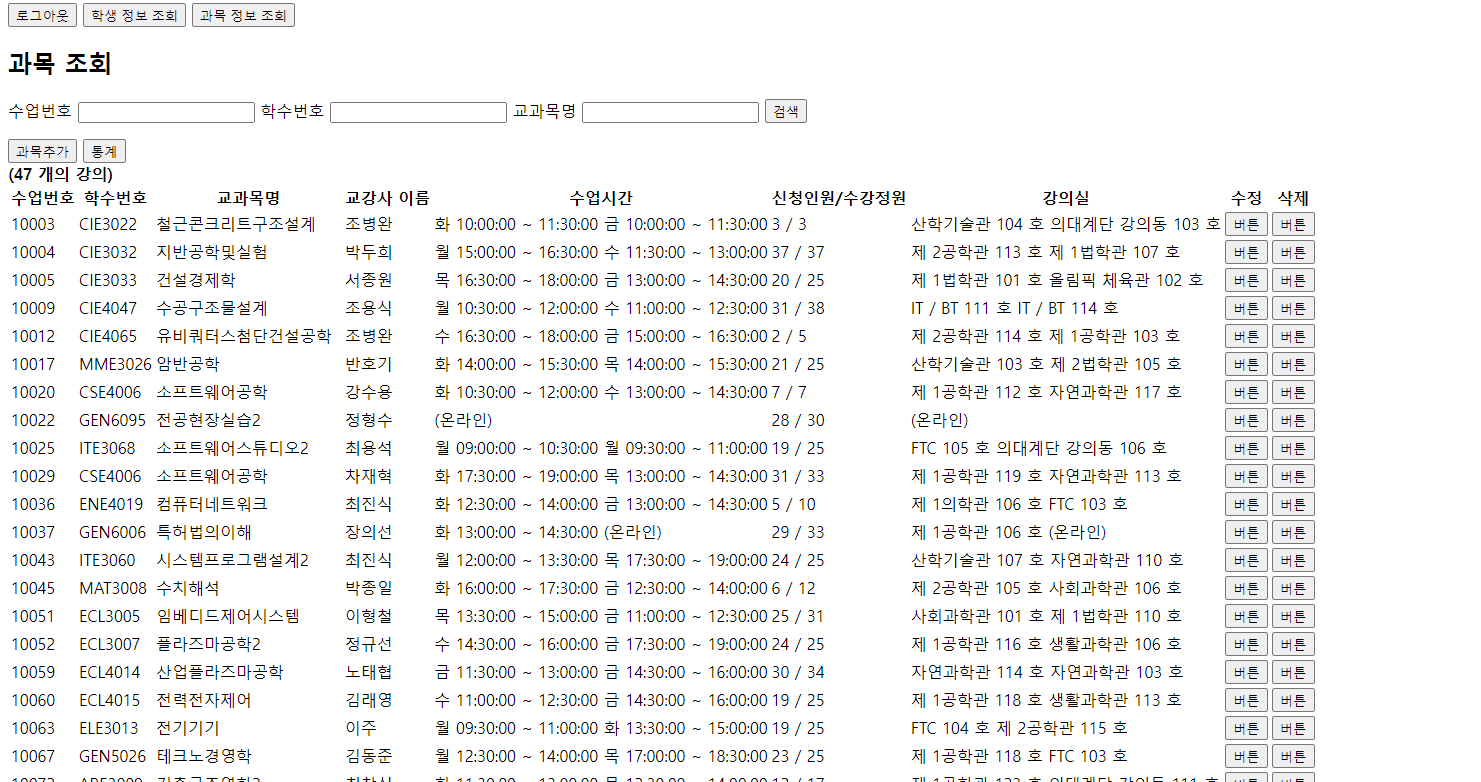 로그아웃 학생 정보 조회 과목 정보 조회
과목 조회
수업번호 학수번호 교과목명 검색
과목추가 통계
(47 개의 강의)
수업번호 학수번호 교과목명 교강사 이름 수업시간 신청인원/수강정원 강의실 수정 삭제
10003 CIE3022 철근콘크리트구조설계 조병완 화 10:00:00 ~ 11:30:00 금 10:00:00 ~ 11:30:00 3 / 3 산학기술관 104 호 의대계단 강의동 103 호 버튼 버튼
10004 CIE3032 지반공학및실험 박두희 월 15:00:00 ~ 16:30:00 수 11:30:00 ~ 13:00:00 37 / 37 제 2공학관 113 호 제 1법학관 107 호 버튼 버튼
10005 CIE3033 건설경제학 서종원 목 16:30:00 ~ 18:00:00 금 13:00:00 ~ 14:30:00 20 / 25 제 1법학관 101 호 올림픽 체육관 102 호 버튼 버튼
10009 CIE4047 수공구조물설계 조용식 월 10:30:00 ~ 12:00:00 수 11:00:00 ~ 12:30:00 31 / 38 IT / BT 111 호 IT / BT 114 호 버튼 버튼
10012 CIE4065 유비쿼터스첨단건설공학 조병완 수 16:30:00 ~ 18:00:00 금 15:00:00 ~ 16:30:00 2 / 5 제 2공학관 114 호 제 1공학관 103 호 버튼 버튼
10017 MME3026 암반공학 반호기 화 14:00:00 ~ 15:30:00 목 14:00:00 ~ 15:30:00 21 / 25 산학기술관 103 호 제 2법학관 105 호 버튼 버튼
10020 CSE4006 소프트웨어공학 강수용 화 10:30:00 ~ 12:00:00 수 13:00:00 ~ 14:30:00 7 / 7 제 1공학관 112 호 자연과학관 117 호 버튼 버튼
10022 GEN6095 전공현장실습2 정형수 (온라인) 28 / 30 (온라인) 버튼 버튼
10025 ITE3068 소프트웨어스튜디오2 최용석 월 09:00:00 ~ 10:30:00 월 09:30:00 ~ 11:00:00 19 / 25 FTC 105 호 의대계단 강의동 106 호 버튼 버튼
10029 CSE4006 소프트웨어공학 차재혁 화 17:30:00 ~ 19:00:00 목 13:00:00 ~ 14:30:00 31 / 33 제 1공학관 119 호 자연과학관 113 호 버튼 버튼
10036 ENE4019 컴퓨터네트워크 최진식 화 12:30:00 ~ 14:00:00 금 13:00:00 ~ 14:30:00 5 / 10 제 1의학관 106 호 FTC 103 호 버튼 버튼
10037 GEN6006 특허법의이해 장의선 화 13:00:00 ~ 14:30:00 (온라인) 29 / 33 제 1공학관 106 호 (온라인) 버튼 버튼
10043 ITE3060 시스템프로그램설계2 최진식 월 12:00:00 ~ 13:30:00 목 17:30:00 ~ 19:00:00 24 / 25 산학기술관 107 호 자연과학관 110 호 버튼 버튼
10045 MAT3008 수치해석 박종일 화 16:00:00 ~ 17:30:00 금 12:30:00 ~ 14:00:00 6 / 12 제 2공학관 105 호 사회과학관 106 호 버튼 버튼
10051 ECL3005 임베디드제어시스템 이형철 목 13:30:00 ~ 15:00:00 금 11:00:00 ~ 12:30:00 25 / 31 사회과학관 101 호 제 1법학관 110 호 버튼 버튼
10052 ECL3007 플라즈마공학2 정규선 수 14:30:00 ~ 16:00:00 금 17:30:00 ~ 19:00:00 24 / 25 제 1공학관 116 호 생활과학관 106 호 버튼 버튼
10059 ECL4014 산업플라즈마공학 노태협 금 11:30:00 ~ 13:00:00 금 14:30:00 ~ 16:00:00 30 / 34 자연과학관 114 호 자연과학관 103 호 버튼 버튼
10060 ECL4015 전력전자제어 김래영 수 11:00:00 ~ 12:30:00 금 14:30:00 ~ 16:00:00 19 / 25 제 1공학관 118 호 생활과학관 113 호 버튼 버튼
10063 ELE3013 전기기기 이주 월 09:30:00 ~ 11:00:00 화 13:30:00 ~ 15:00:00 19 / 25 FTC 104 호 제 2공학관 115 호 버튼 버튼
10067 GEN5026 테크노경영학 김동준 월 12:30:00 ~ 14:00:00 목 17:00:00 ~ 18:30:00 23 / 25 제 1공학관 118 호 FTC 103 호 버튼 버튼